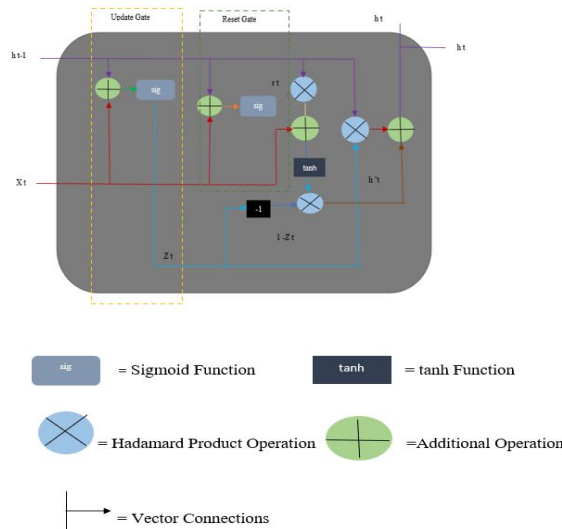 Update Gate
Reset Gate
h t
h t-1
h t
r t
sig
sig
tanh
X t
h 't
-1
1 -Z t
Z t
sig
= Sigmoid Function
tanh
= tanh Function
= Hadamard Product Operation
=Additional Operation
= Vector Connections